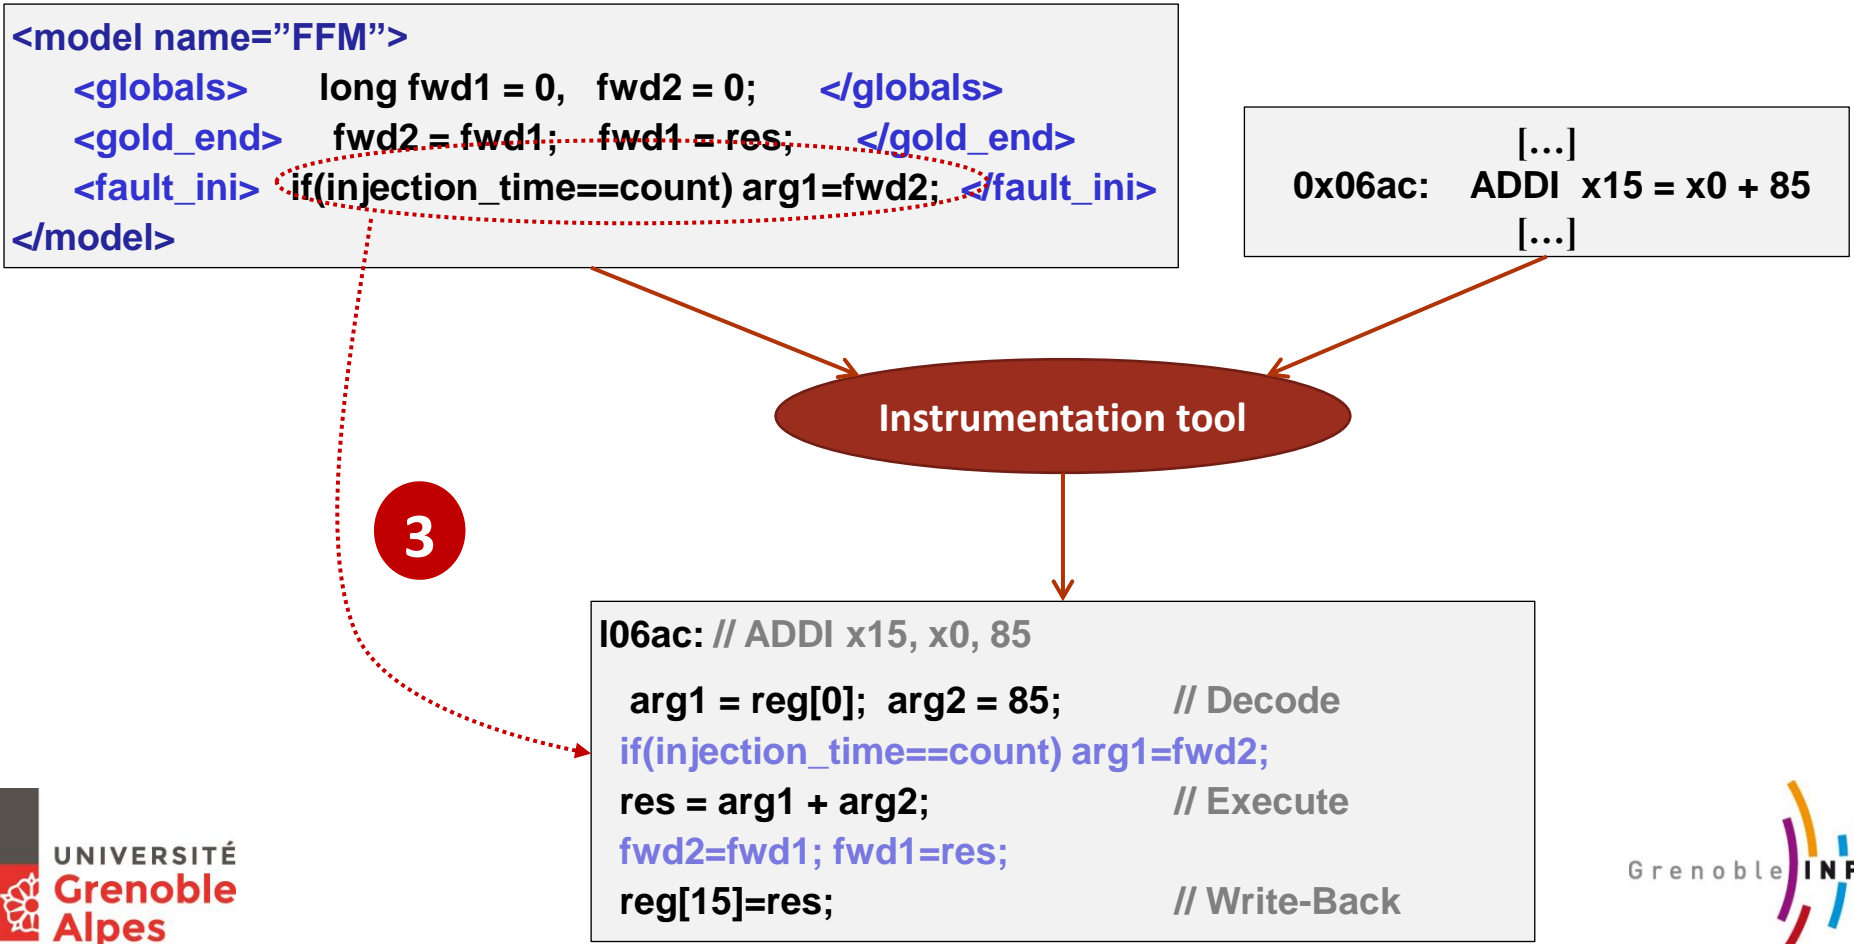 <model name=”FFM”>
<globals> long fwd1 = 0, fwd2 = 0; </globals>
<gold_end> fwd2 = fwd1; fwd1 = res; </gold_end>
<fault_ini> if(injection_time==count) arg1=fwd2; </fault_ini>
</model>
[…]
0x06ac: ADDI x15 = x0 + 85
[…]
Instrumentation tool
3
l06ac: // ADDI x15, x0, 85
arg1 = reg[0]; arg2 = 85; // Decode
if(injection_time==count) arg1=fwd2;
res = arg1 + arg2; // Execute
fwd2=fwd1; fwd1=res;
reg[15]=res; // Write-Back
UNIVERSITÉ
Grenoble
Alpes
Grenoble INP